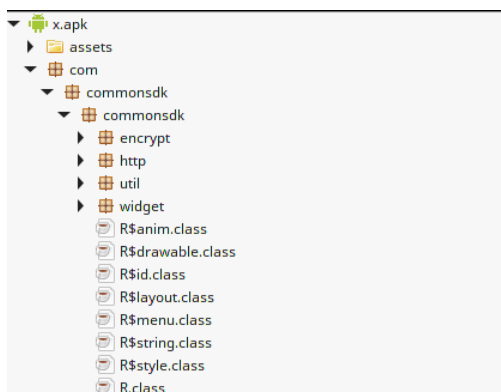 x.apk
assets
com
commonsdk
commonsdk
encrypt
http
util
widget
R$anim.class
R$drawable.class
R$id.class
R$layout.class
R$menu.class
R$string.class
R$style.class
R.class